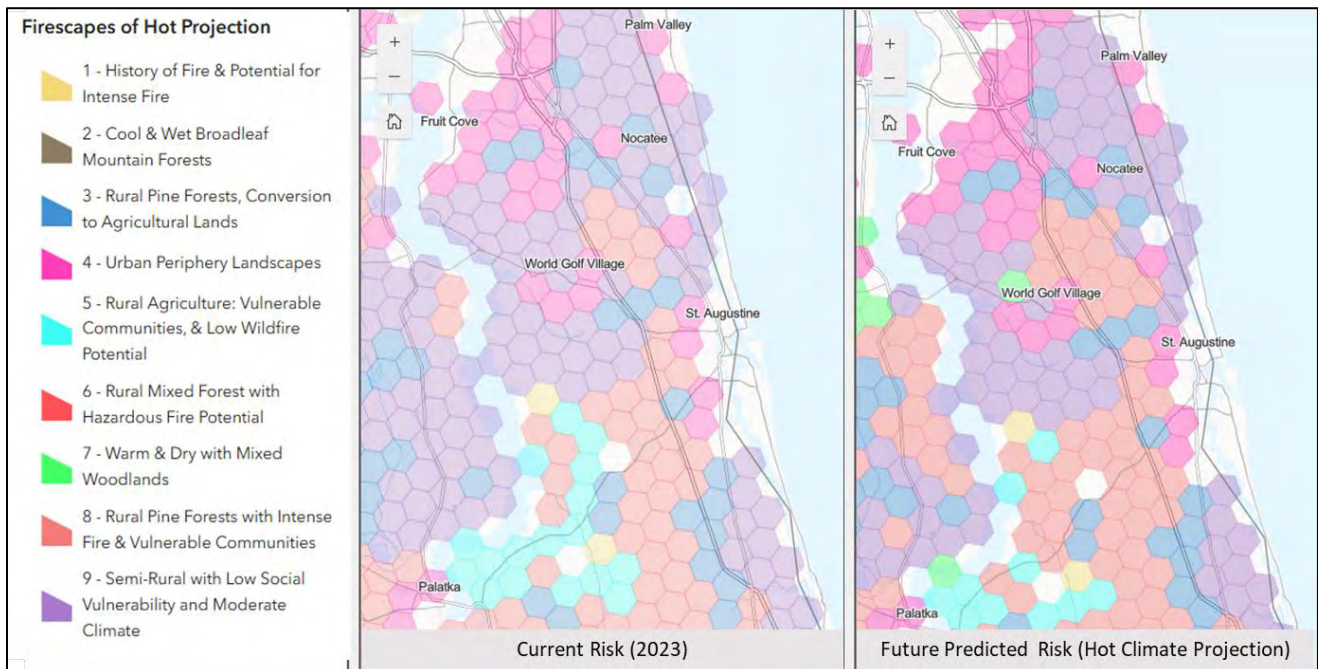 Firescapes of Hot Projection
1 - History of Fire & Potential for
Intense Fire
2 - Cool & Wet Broadleaf
Mountain Forests
3 - Rural Pine Forests, Conversion
to Agricultural Lands
4 - Urban Periphery Landscapes
5 - Rural Agriculture: Vulnerable
Communities, & Low Wildfire
Potential
6 - Rural Mixed Forest with
Hazardous Fire Potential
7 - Warm & Dry with Mixed
Woodlands
8 - Rural Pine Forests with Intense
Fire & Vulnerable Communities
9 - Semi-Rural with Low Social
Vulnerability and Moderate
Climate
+
−
Palm Valley
Fruit Cove
Nocatee
World Golf Village
St. Augustine
Palatka
Current Risk (2023)
+
−
Palm Valley
Fruit Cove
Nocatee
World Golf Village
St. Augustine
Palatka
Future Predicted Risk (Hot Climate Projection)